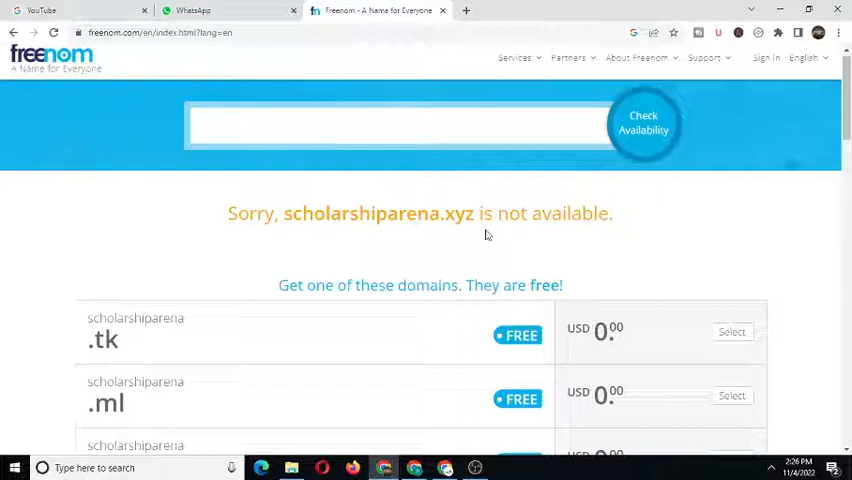 YouTube
WhatsApp
Freenom - A Name for Everyone
freenom.com/en/index.html?lang=en
freenom
A Name for Everyone
Services
Partners
About Freenom
Support
Sign in
English
Check
Availability
Sorry, scholarshiparena.xyz is not available.
Get one of these domains. They are free!
scholarshiparena
.tk
FREE
USD 0.00
Select
scholarshiparena
.ml
FREE
USD 0.00
Select
scholarshiparena
Type here to search
2:26 PM
11/4/2022